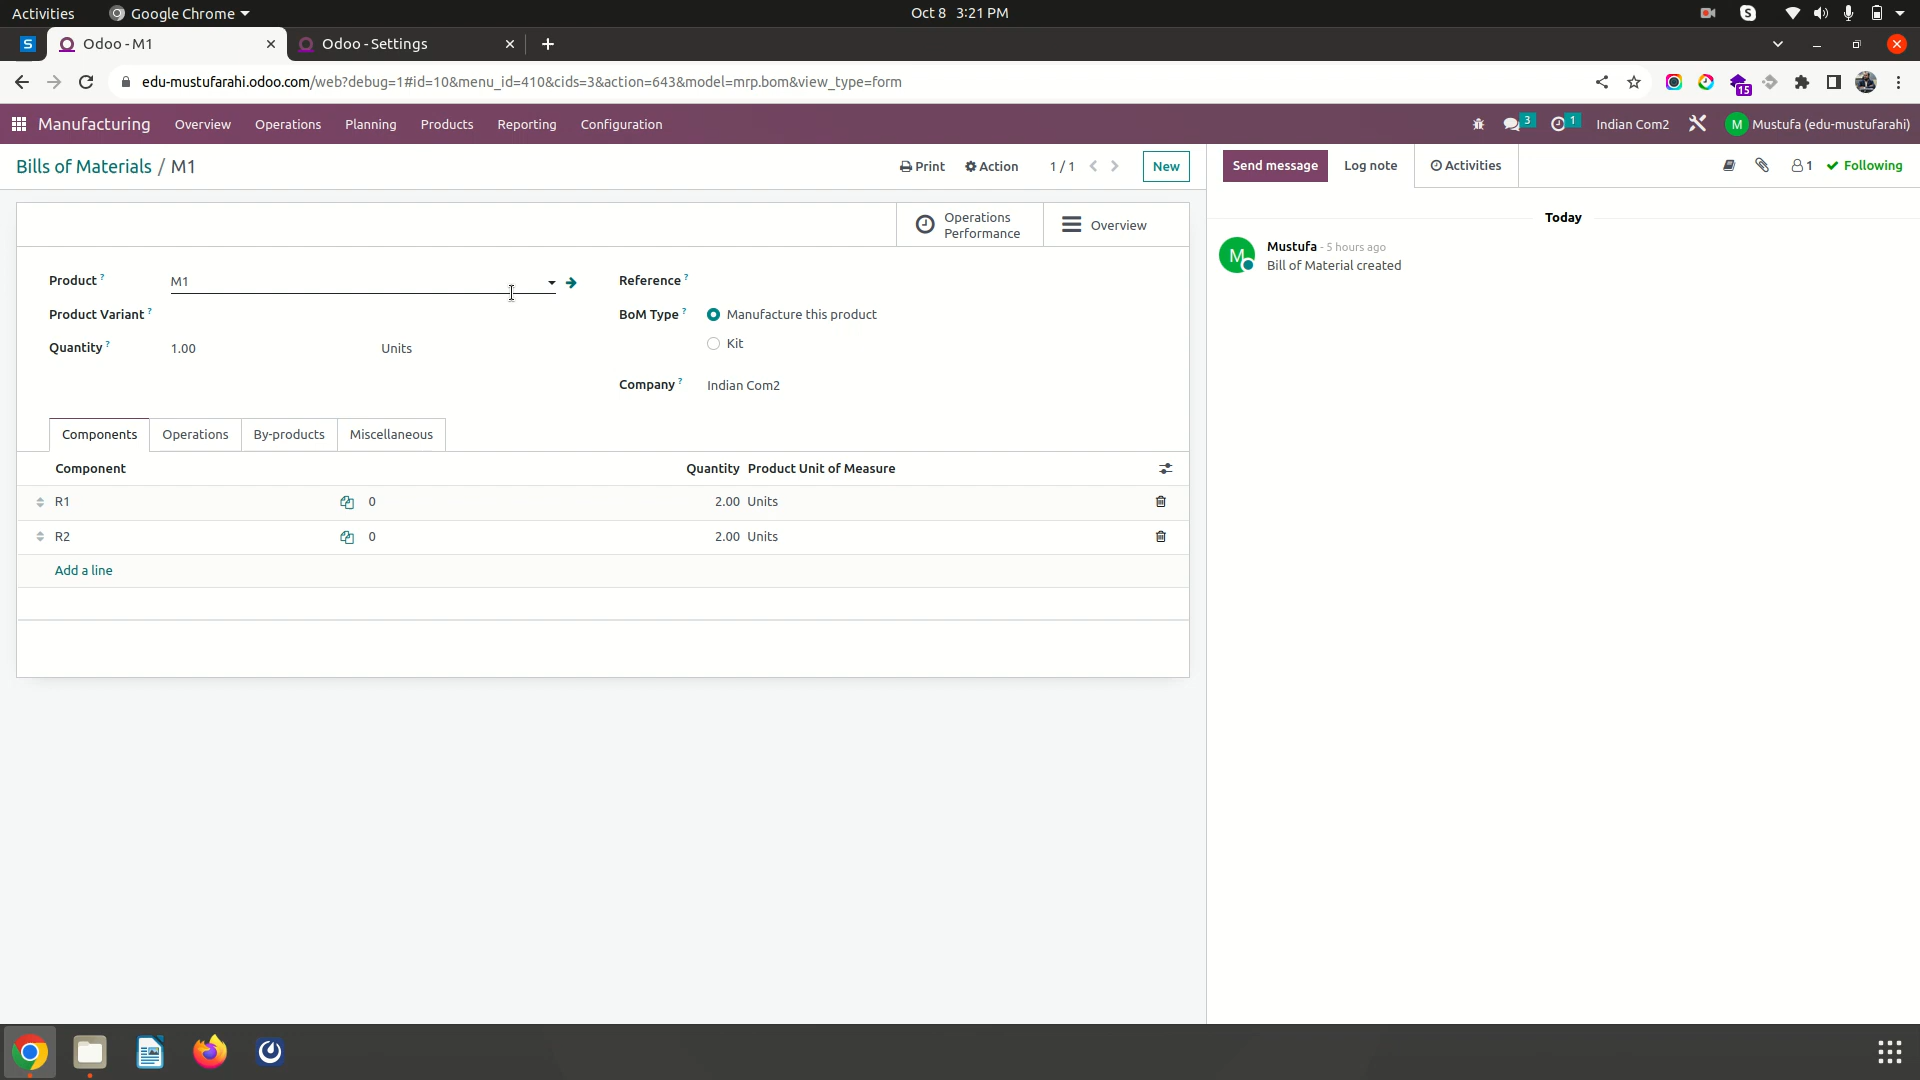 Activities
Google Chrome
Oct 8 3:21 PM
S
S
Odoo - M1
Odoo - Settings
edu-mustufarahi.odoo.com/web?debug=1#id=10&menu_id=410&cids=3&action=643&model=mrp.bom&view_type=form
15
Manufacturing
Overview
Operations
Planning
Products
Reporting
Configuration
3
1
Indian Com2
M
Mustufa (edu-mustufarahi)
Bills of Materials / M1
Print
Action
1 / 1
New
Send message
Log note
Activities
1
Following
Operations
Performance
Overview
Today
M
Mustufa - 5 hours ago
Bill of Material created
Product ?
M1
Reference ?
Product Variant ?
BoM Type ?
Manufacture this product
Quantity ?
1.00
Units
Kit
Company ?
Indian Com2
Components
Operations
By-products
Miscellaneous
Component
Quantity
Product Unit of Measure
R1
0
2.00
Units
R2
0
2.00
Units
Add a line